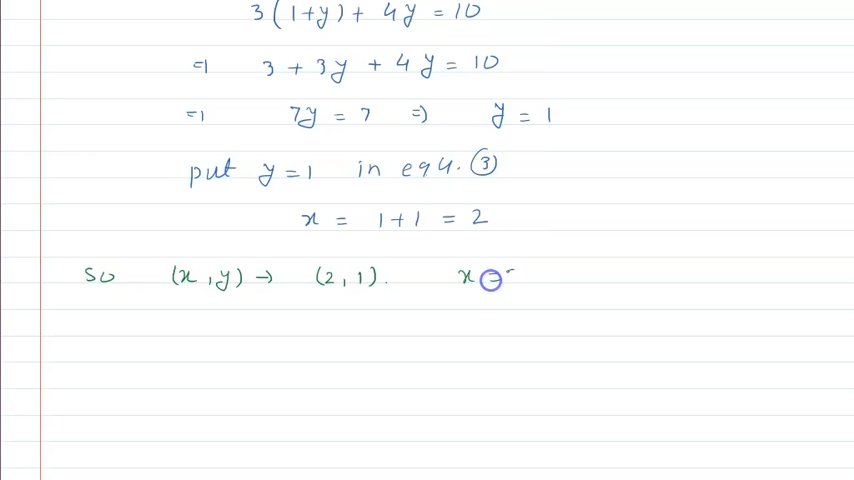 3(1+y) + 4y = 10
=) 3 + 3y + 4y = 10
=) 7y = 7 =) y = 1
put y = 1 in eq4. ③
x = 1+1 = 2
so (x,y) → (2,1). x =